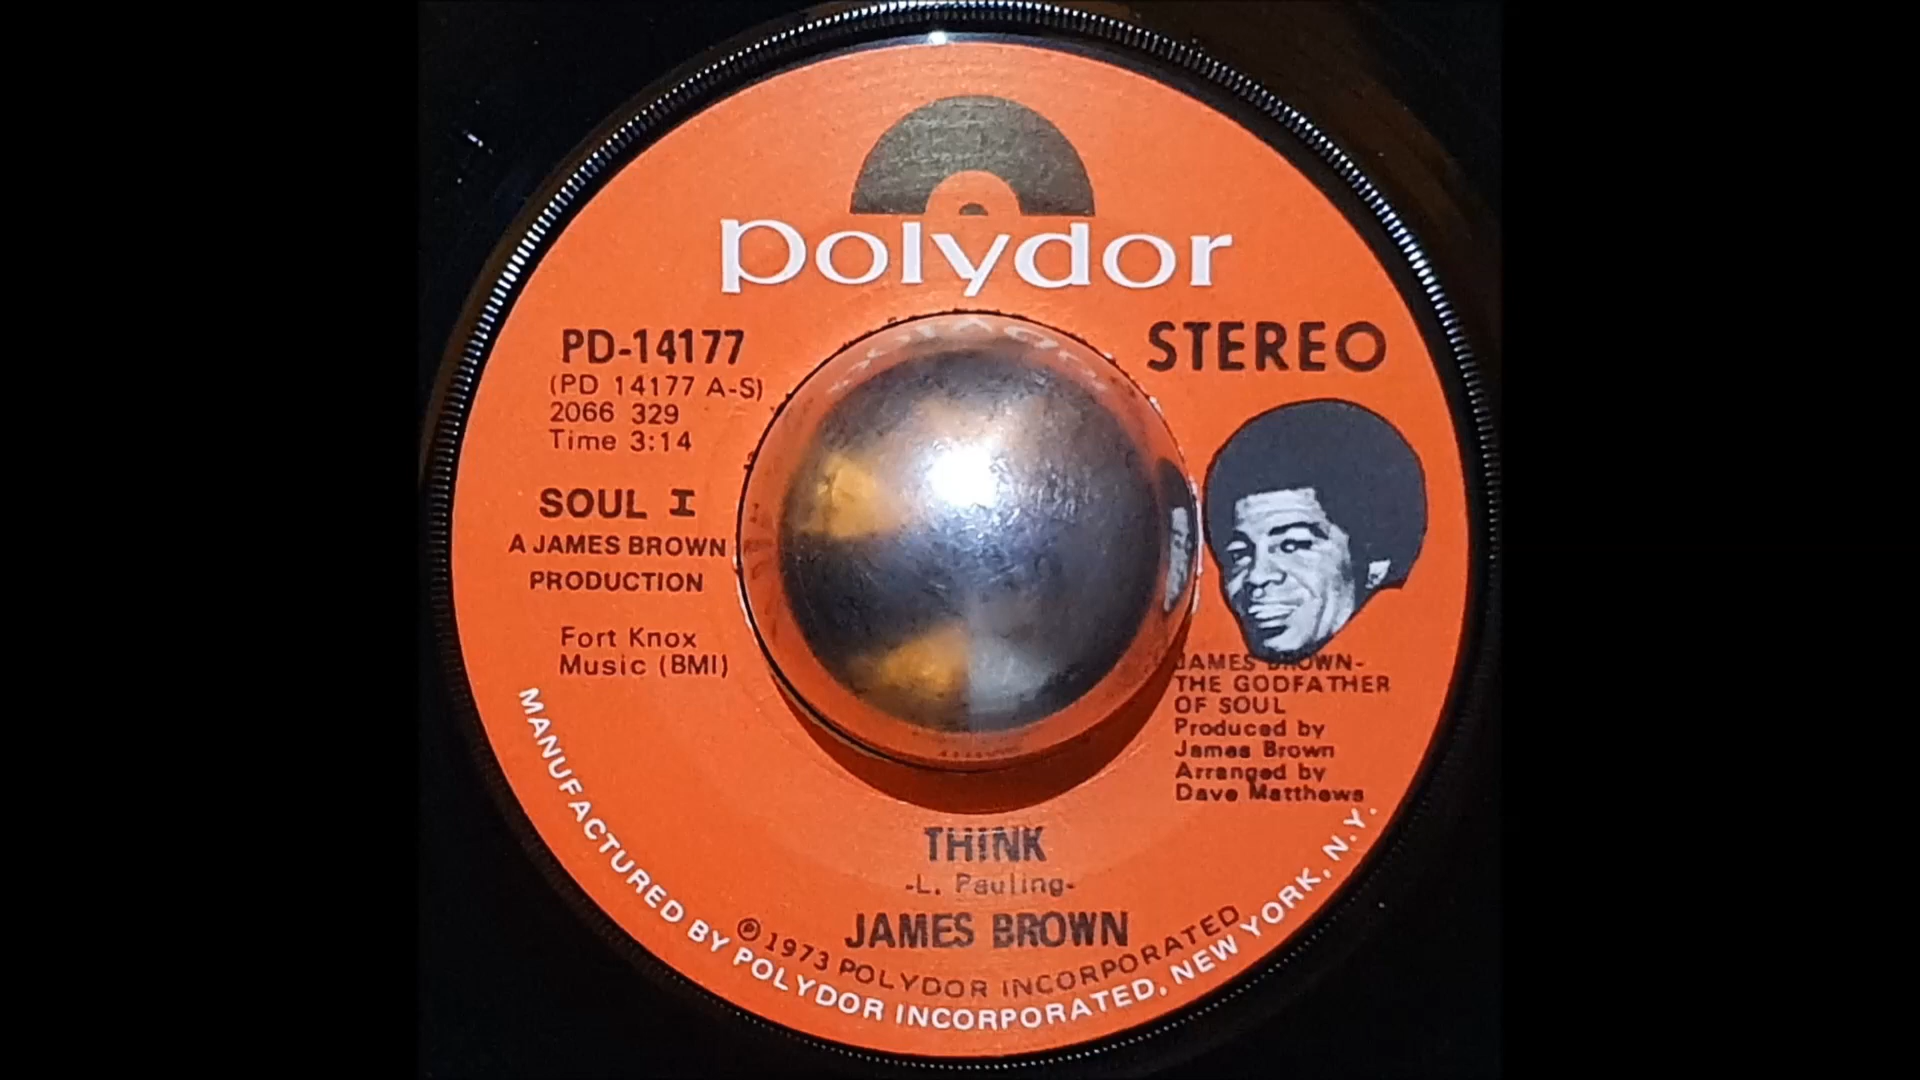 polydor
PD-14177
(PD 14177 A-S)
2066 329
Time 3:14
STEREO
SOUL I
A JAMES BROWN
PRODUCTION
Fort Knox
Music (BMI)
JAMES BROWN-
THE GODFATHER
OF SOUL
Produced by
James Brown
Arranged by
Dave Matthews
THINK
-L. Pauling-
JAMES BROWN
℗ 1973 POLYDOR INCORPORATED
MANUFACTURED BY POLYDOR INCORPORATED, NEW YORK, N.Y.